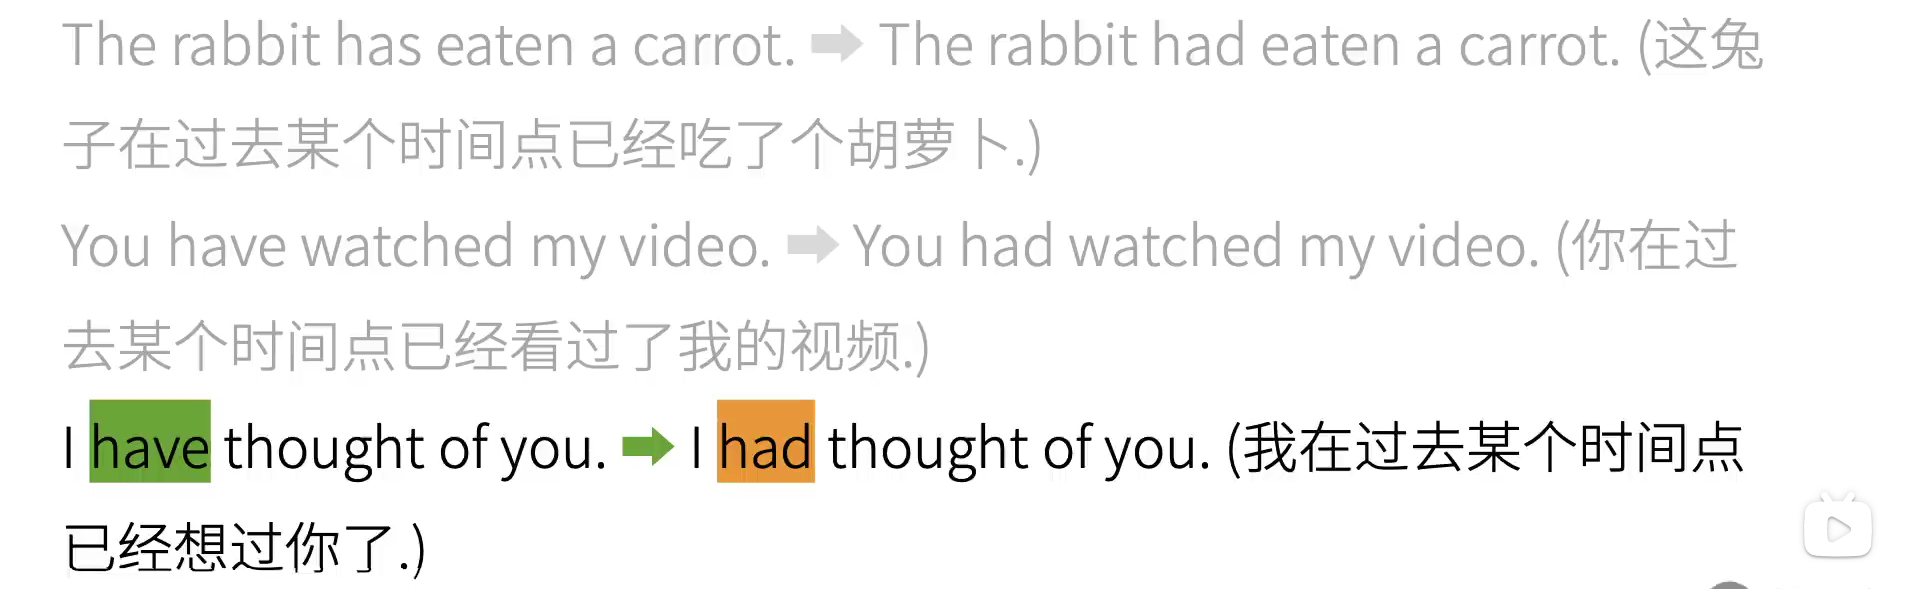 The rabbit has eaten a carrot. ➡ The rabbit had eaten a carrot. (这兔
子在过去某个时间点已经吃了个胡萝卜.)
You have watched my video. ➡ You had watched my video. (你在过
去某个时间点已经看过了我的视频.)
I have thought of you. ➡ I had thought of you. (我在过去某个时间点
已经想过你了.)